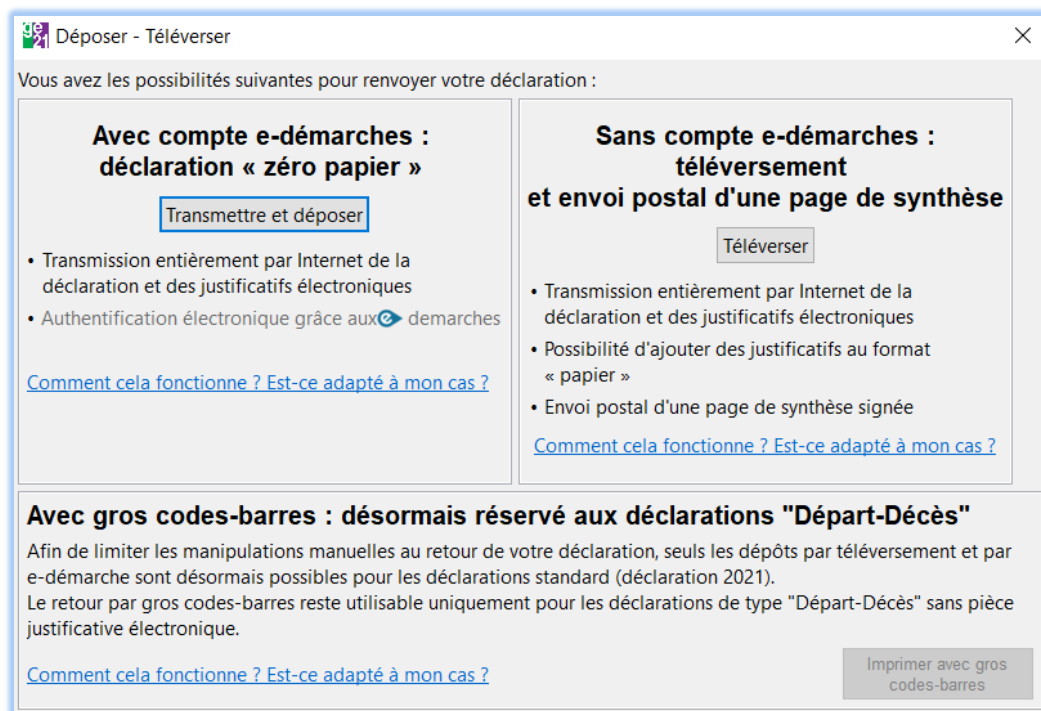 ge21 Déposer - Téléverser
Vous avez les possibilités suivantes pour renvoyer votre déclaration :
Avec compte e-démarches :
déclaration « zéro papier »
Transmettre et déposer
• Transmission entièrement par Internet de la
déclaration et des justificatifs électroniques
• Authentification électronique grâce aux e demarches
Comment cela fonctionne ? Est-ce adapté à mon cas ?
Sans compte e-démarches :
téléversement
et envoi postal d'une page de synthèse
Téléverser
• Transmission entièrement par Internet de la
déclaration et des justificatifs électroniques
• Possibilité d'ajouter des justificatifs au format
« papier »
• Envoi postal d'une page de synthèse signée
Comment cela fonctionne ? Est-ce adapté à mon cas ?
Avec gros codes-barres : désormais réservé aux déclarations "Départ-Décès"
Afin de limiter les manipulations manuelles au retour de votre déclaration, seuls les dépôts par téléversement et par
e-démarche sont désormais possibles pour les déclarations standard (déclaration 2021).
Le retour par gros codes-barres reste utilisable uniquement pour les déclarations de type "Départ-Décès" sans pièce
justificative électronique.
Comment cela fonctionne ? Est-ce adapté à mon cas ?
Imprimer avec gros
codes-barres